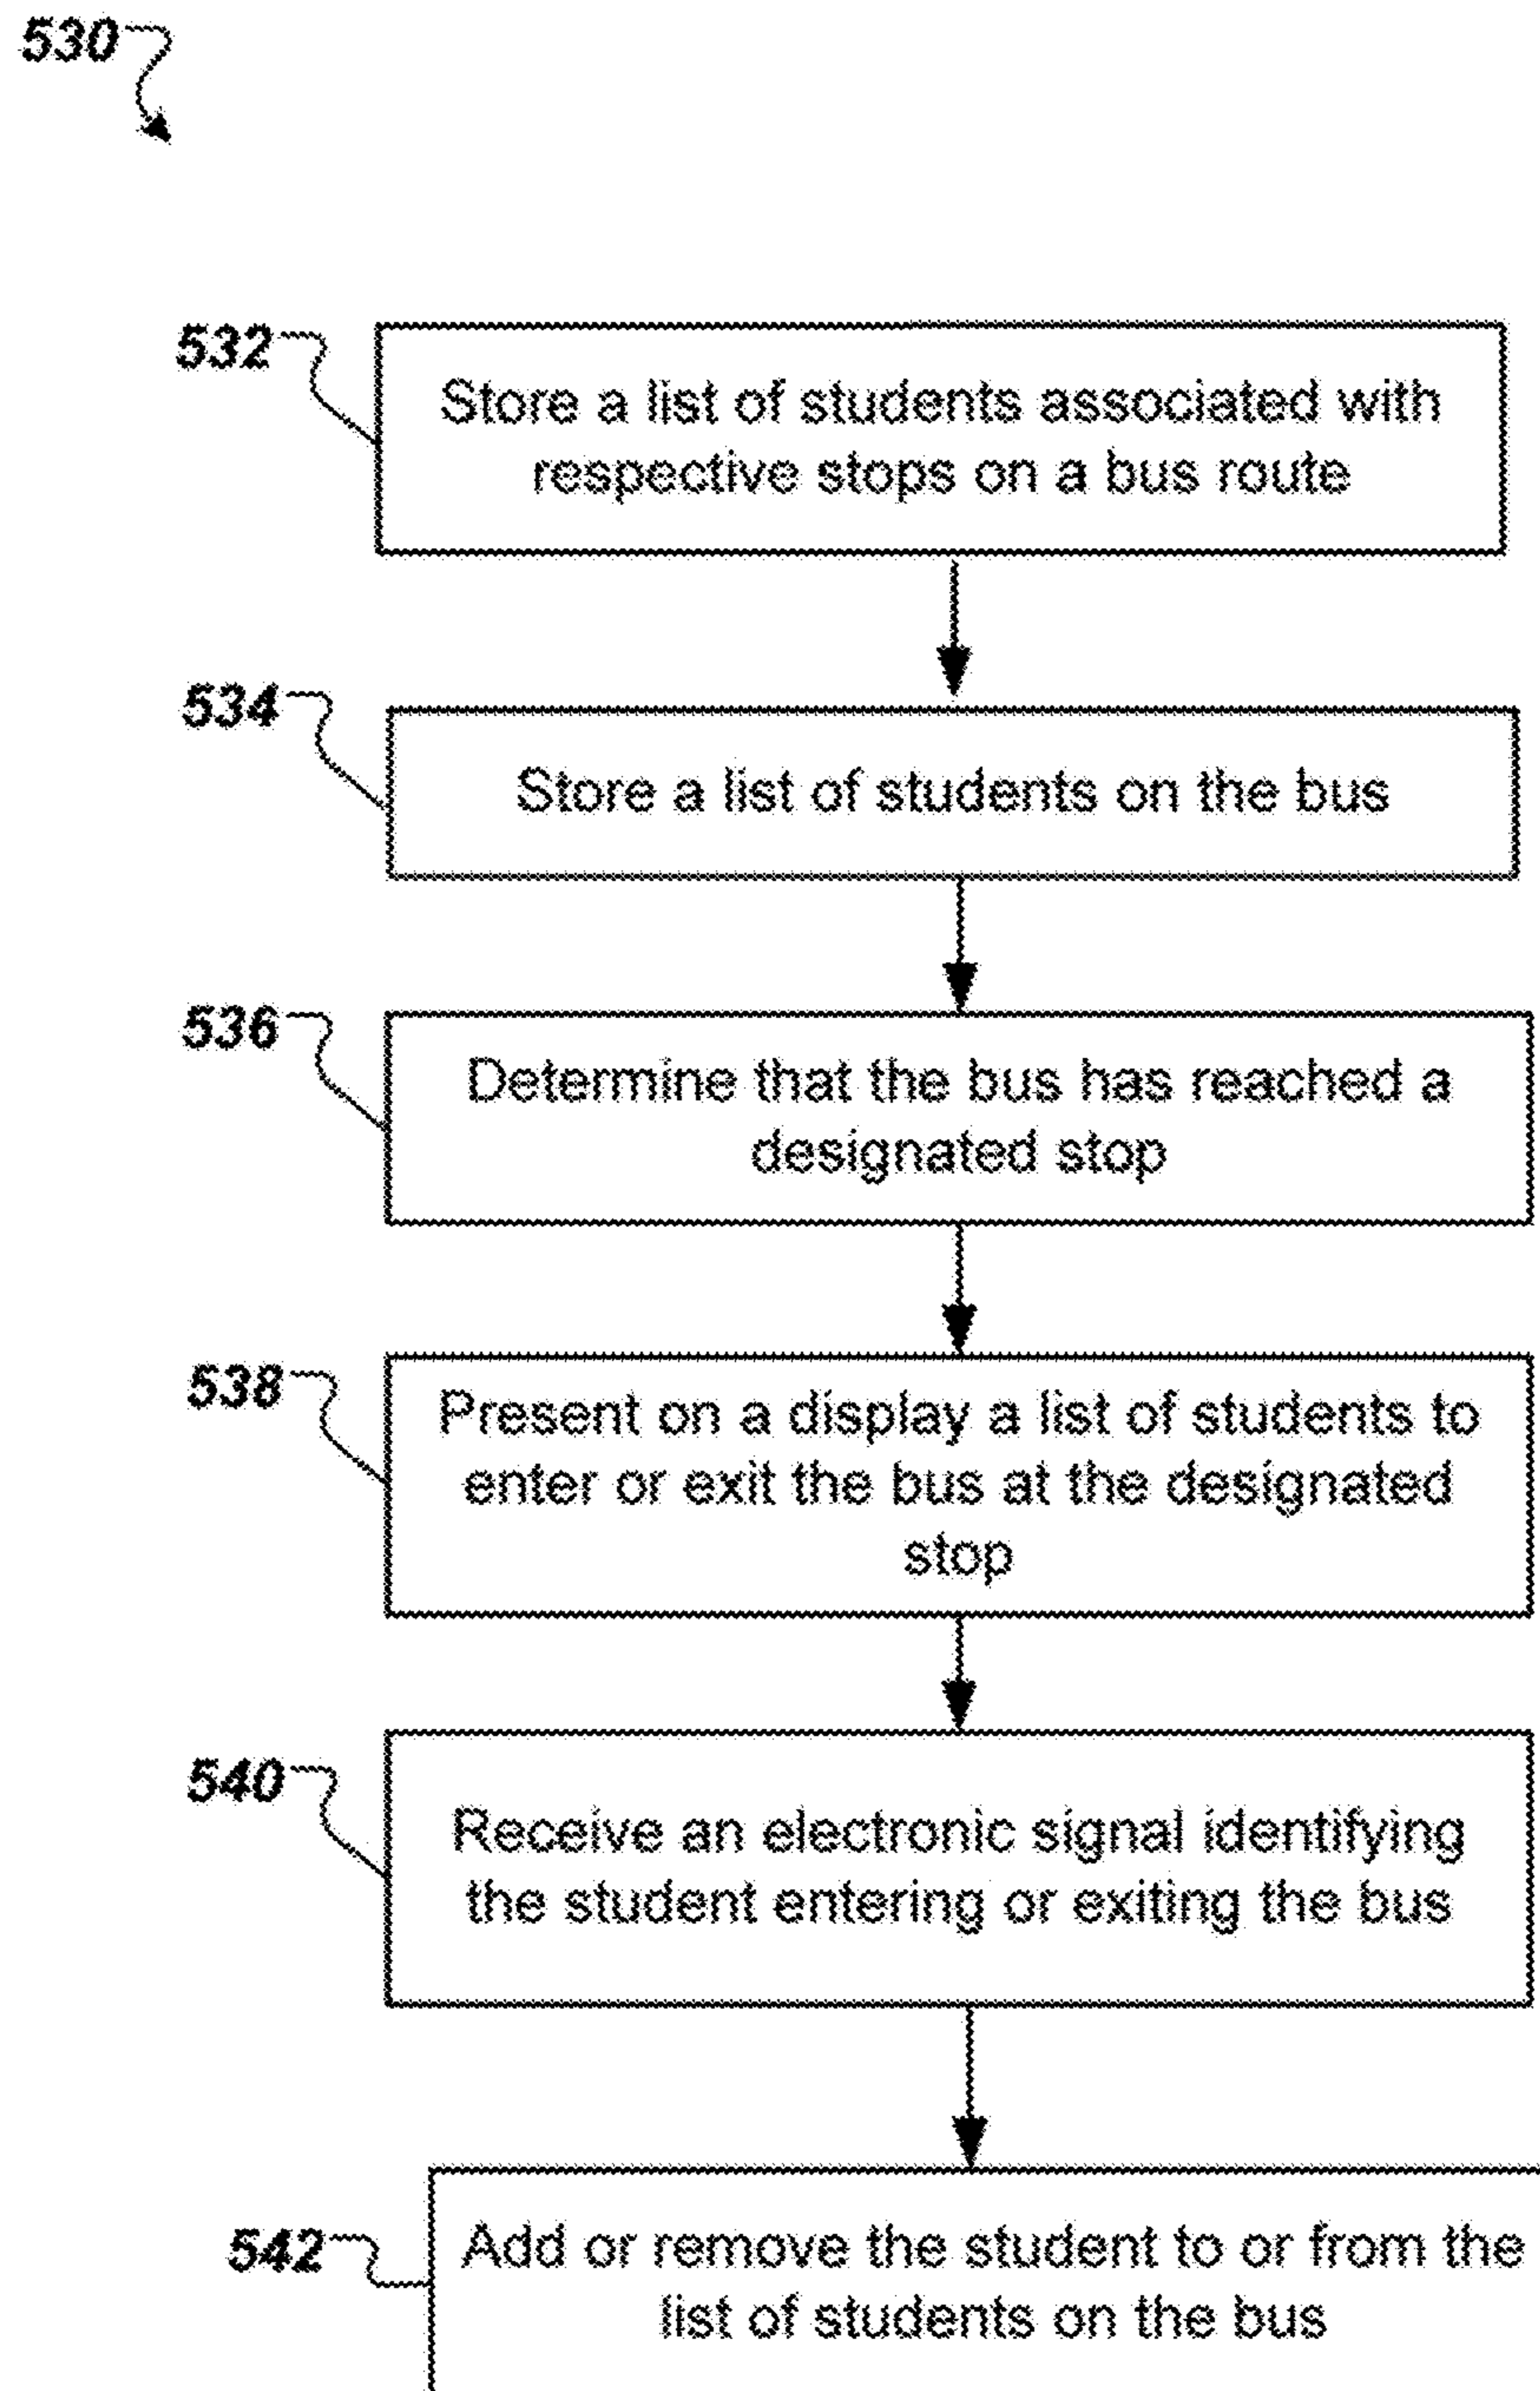 530
532
Store a list of students associated with
respective stops on a bus route
534
Store a list of students on the bus
536
Determine that the bus has reached a
designated stop
538
Present on a display a list of students to
enter or exit the bus at the designated
stop
540
Receive an electronic signal identifying
the student entering or exiting the bus
542
Add or remove the student to or from the
list of students on the bus